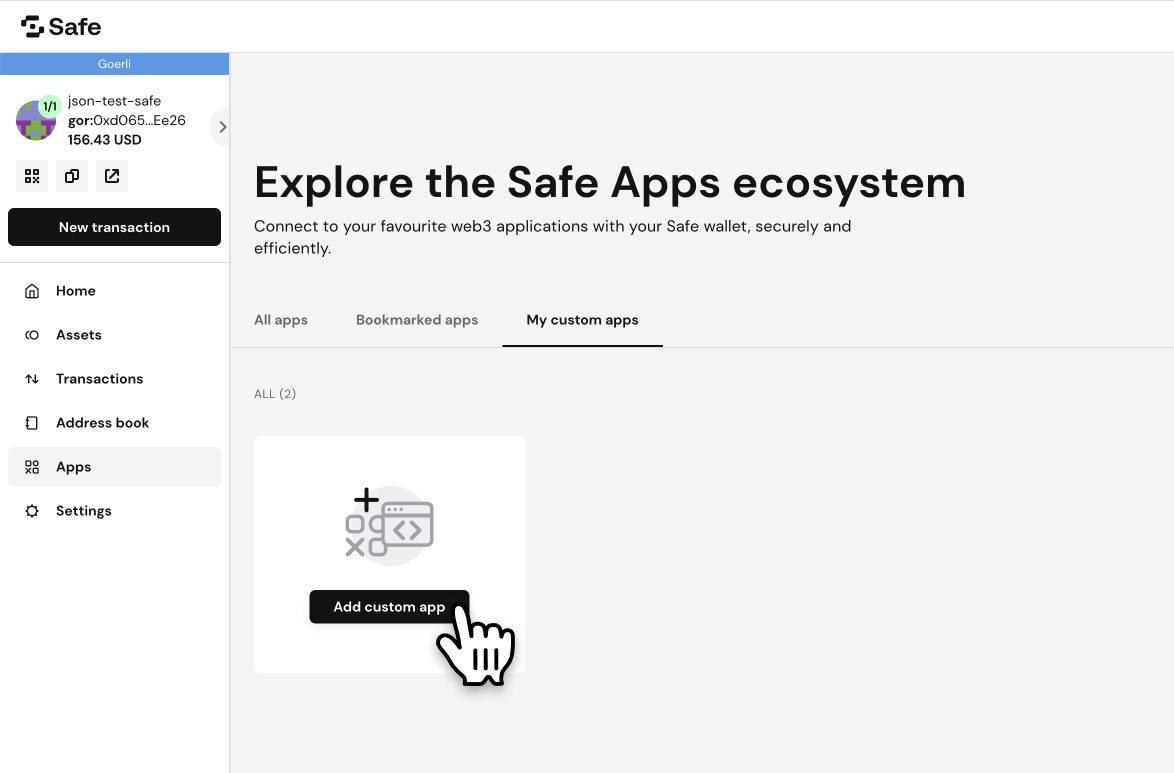 Safe
Goerli
1/1
json-test-safe
gor:0xd065...Ee26
156.43 USD
New transaction
Home
Assets
Transactions
Address book
Apps
Settings
Explore the Safe Apps ecosystem
Connect to your favourite web3 applications with your Safe wallet, securely and
efficiently.
All apps
Bookmarked apps
My custom apps
ALL (2)
Add custom app